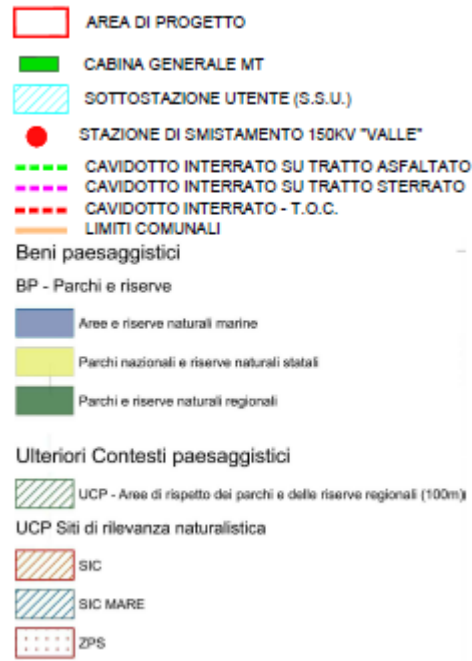 AREA DI PROGETTO
CABINA GENERALE MT
SOTTOSTAZIONE UTENTE (S.S.U.)
STAZIONE DI SMISTAMENTO 150KV "VALLE"
CAVIDOTTO INTERRATO SU TRATTO ASFALTATO
CAVIDOTTO INTERRATO SU TRATTO STERRATO
CAVIDOTTO INTERRATO - T.O.C.
LIMITI COMUNALI
Beni paesaggistici
BP - Parchi e riserve
Aree e riserve naturali marine
Parchi nazionali e riserve naturali statali
Parchi e riserve naturali regionali
Ulteriori Contesti paesaggistici
UCP - Aree di rispetto dei parchi e delle riserve regionali (100m)
UCP Siti di rilevanza naturalistica
SIC
SIC MARE
ZPS